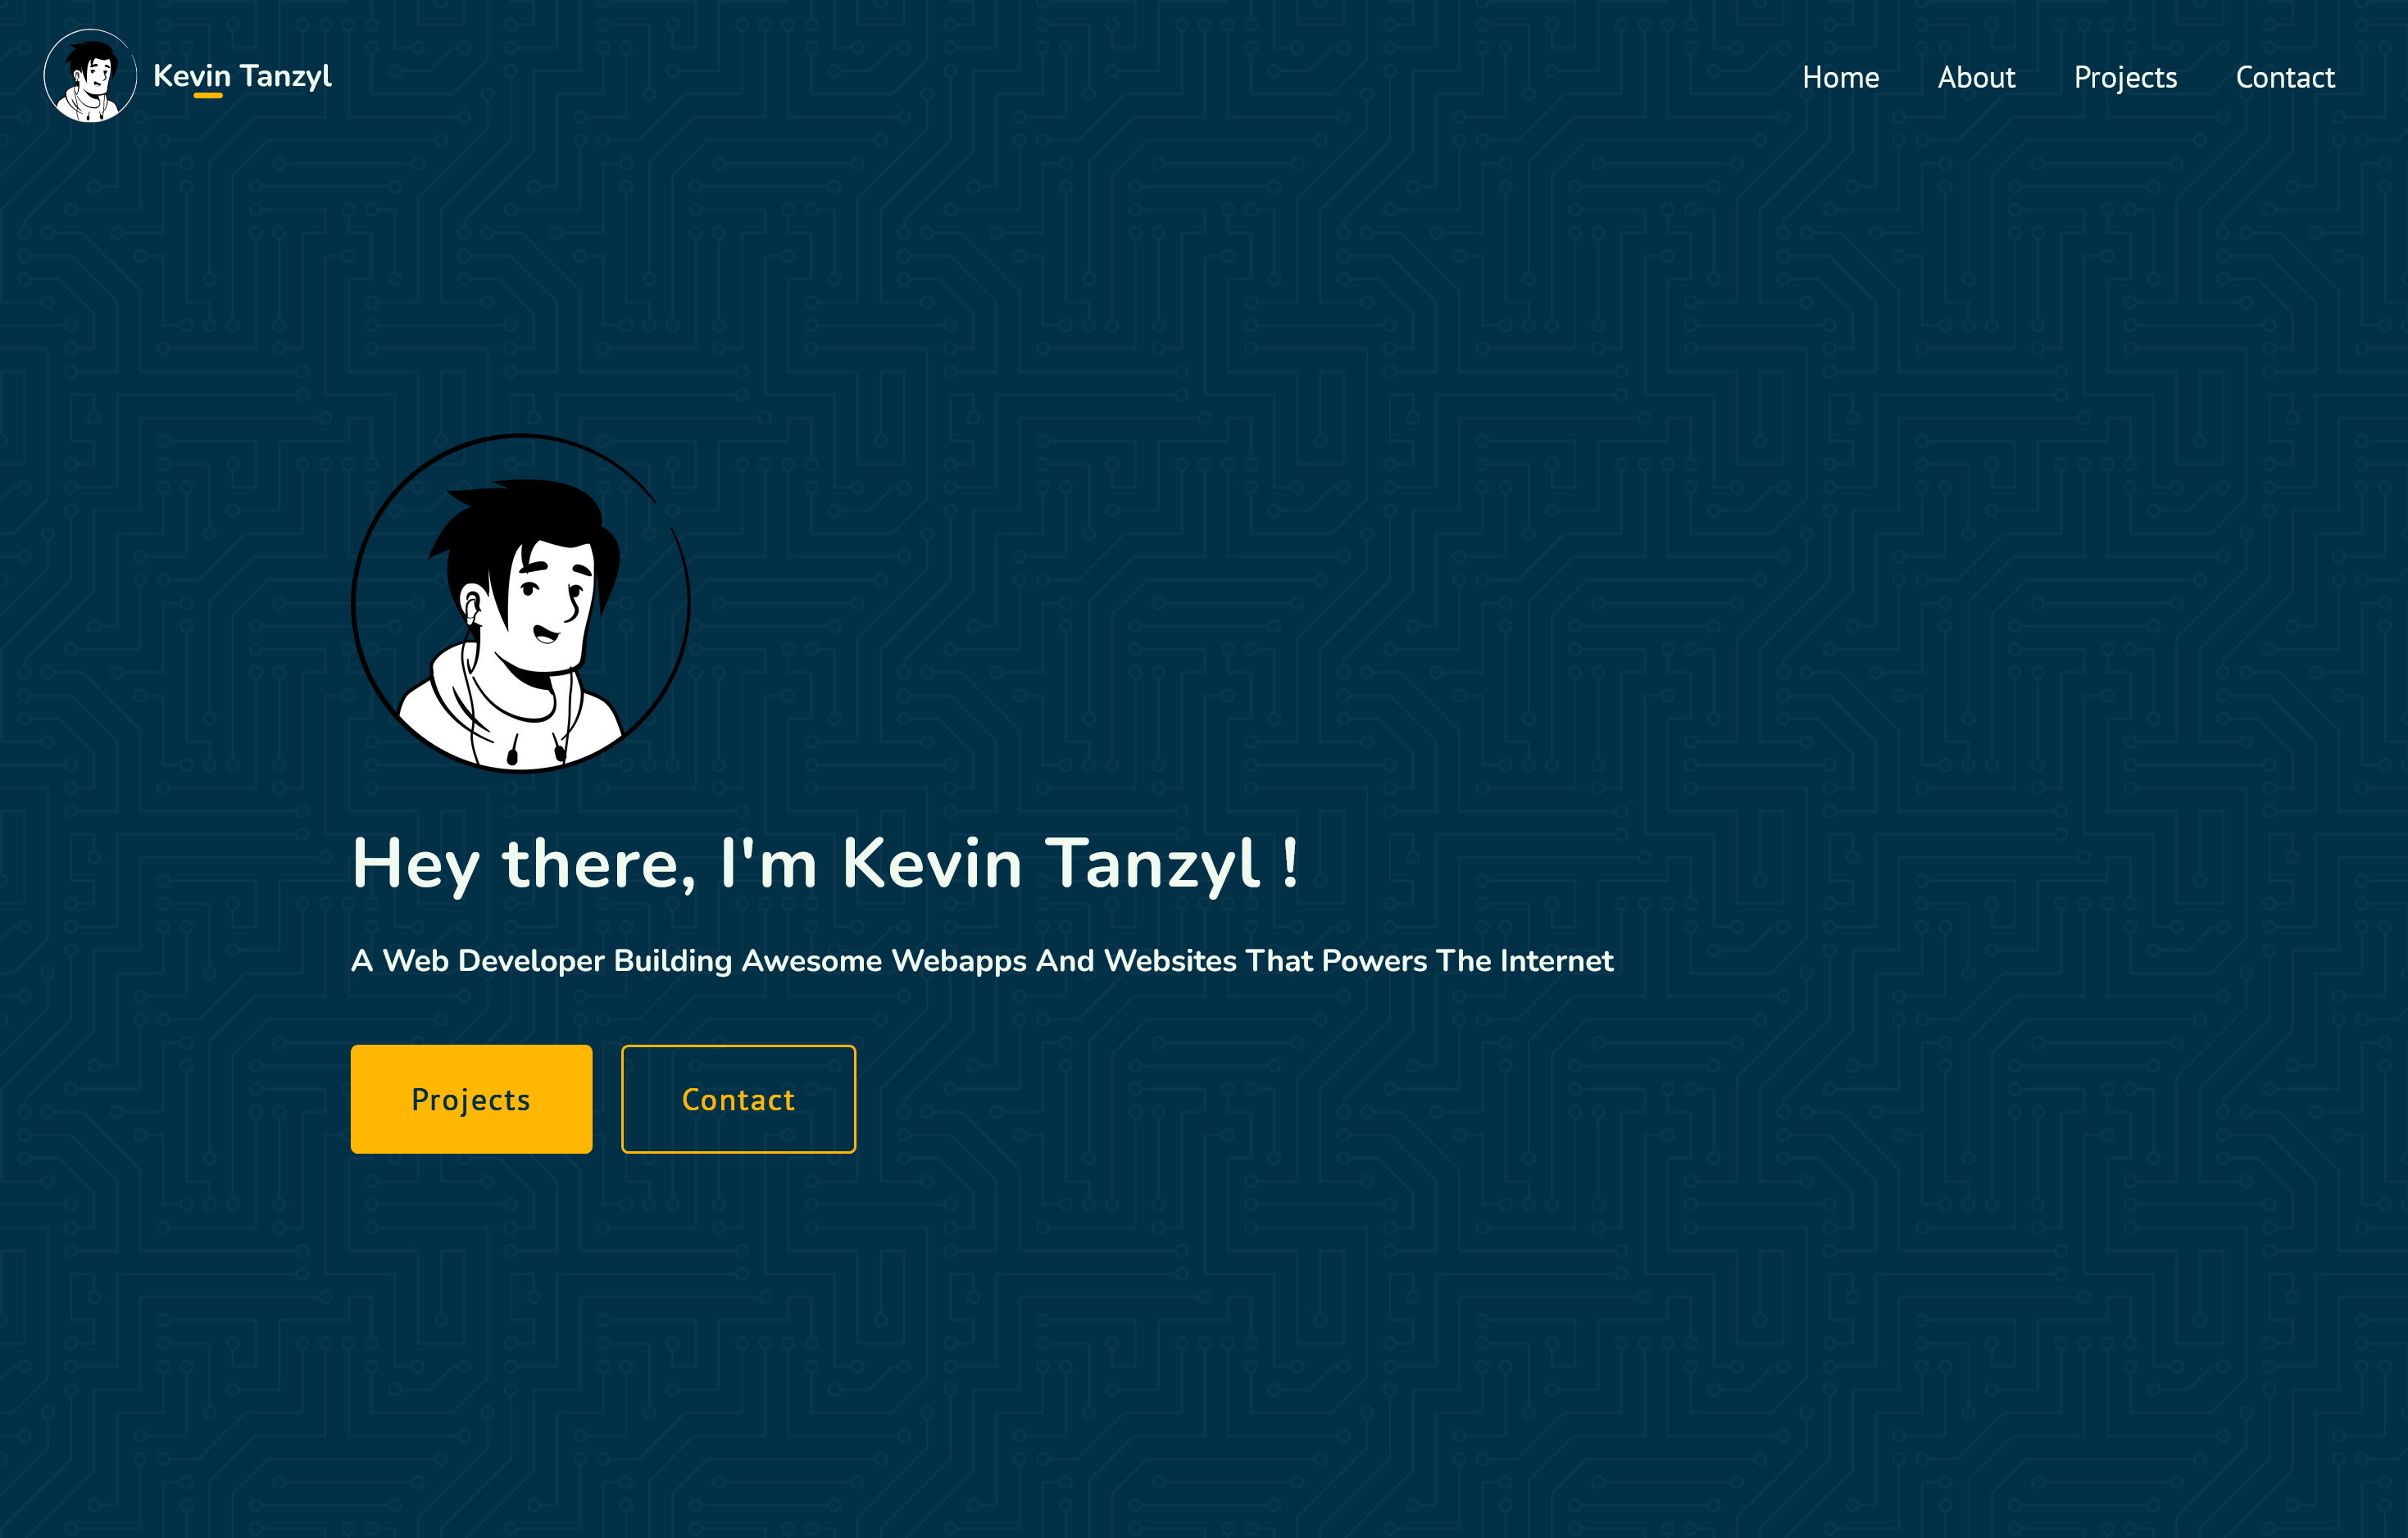 Kevin Tanzyl
Home About Projects Contact
Hey there, I'm Kevin Tanzyl !
A Web Developer Building Awesome Webapps And Websites That Powers The Internet
Projects Contact